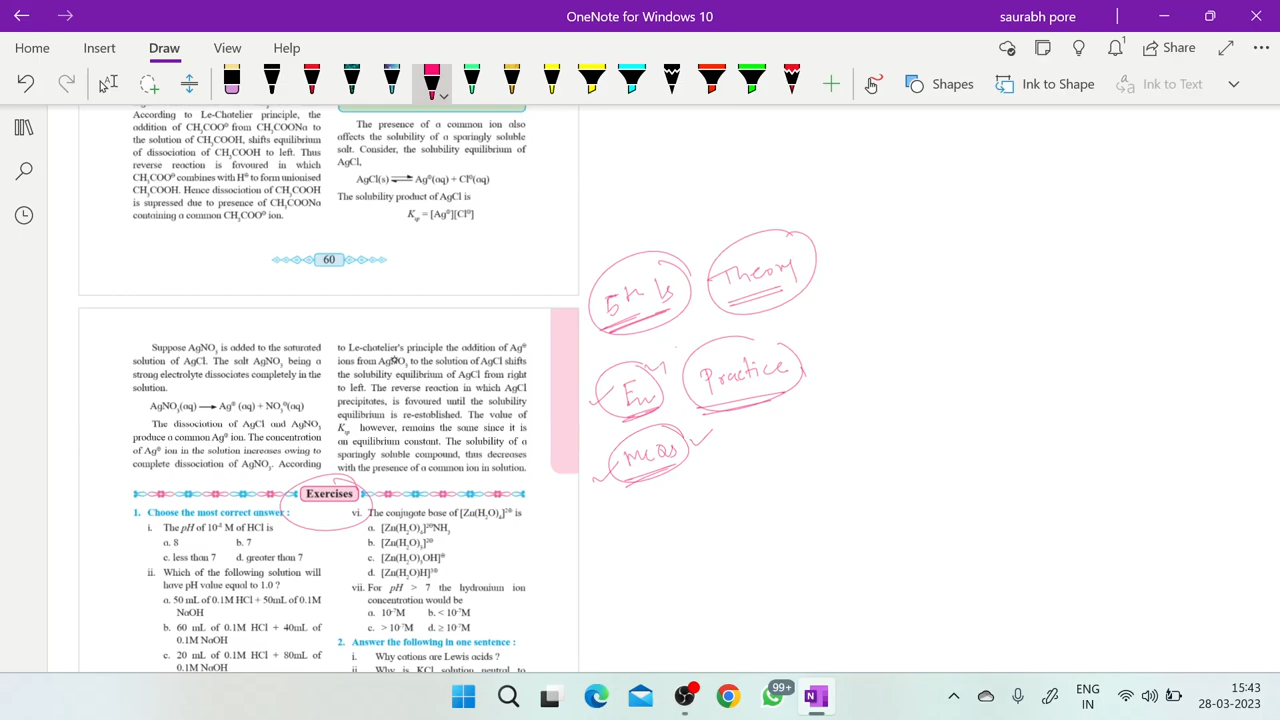 OneNote for Windows 10
saurabh pore
Home Insert Draw View Help
Share
Shapes
Ink to Shape
Ink to Text
According to Le-Chatelier principle, the
addition of CH₃COO⊖ from CH₃COONa to
the solution of CH₃COOH, shifts equilibrium
of dissociation of CH₃COOH to left. Thus
reverse reaction is favoured in which
CH₃COO⊖ combines with H⊕ to form unionised
CH₃COOH. Hence dissociation of CH₃COOH
is supressed due to presence of CH₃COONa
containing a common CH₃COO⊖ ion.
The presence of a common ion also
affects the solubility of a sparingly soluble
salt. Consider, the solubility equilibrium of
AgCl,
AgCl(s) ⇌ Ag⊕(aq) + Cl⊖(aq)
The solubility product of AgCl is
Ksp = [Ag⊕][Cl⊖]
60
Suppose AgNO₃ is added to the saturated
solution of AgCl. The salt AgNO₃ being a
strong electrolyte dissociates completely in the
solution.
AgNO₃(aq) → Ag⊕ (aq) + NO₃⊖(aq)
The dissociation of AgCl and AgNO₃
produce a common Ag⊕ ion. The concentration
of Ag⊕ ion in the solution increases owing to
complete dissociation of AgNO₃. According
to Le-chatelier's principle the addition of Ag⊕
ions from AgNO₃ to the solution of AgCl shifts
the solubility equilibrium of AgCl from right
to left. The reverse reaction in which AgCl
precipitates, is favoured until the solubility
equilibrium is re-established. The value of
Ksp however, remains the same since it is
an equilibrium constant. The solubility of a
sparingly soluble compound, thus decreases
with the presence of a common ion in solution.
Exercises
1. Choose the most correct answer :
i. The pH of 10⁻⁸ M of HCl is
a. 8 b. 7
c. less than 7 d. greater than 7
ii. Which of the following solution will
have pH value equal to 1.0 ?
a. 50 mL of 0.1M HCl + 50mL of 0.1M
NaOH
b. 60 mL of 0.1M HCl + 40mL of
0.1M NaOH
c. 20 mL of 0.1M HCl + 80mL of
0.1M NaOH
vi. The conjugate base of [Zn(H₂O)₄]²⊕ is
a. [Zn(H₂O)₄]²⊖NH₃
b. [Zn(H₂O)₃]²⊖
c. [Zn(H₂O)₃OH]⊕
d. [Zn(H₂O)H]³⊕
vii. For pH > 7 the hydronium ion
concentration would be
a. 10⁻⁷M b. < 10⁻⁷M
c. > 10⁻⁷M d. ≥ 10⁻⁷M
2. Answer the following in one sentence :
i. Why cations are Lewis acids ?
ii. Why is KCl solution neutral to
Theory
Practice
MCQs
99+
ENG
IN
15:43
28-03-2023